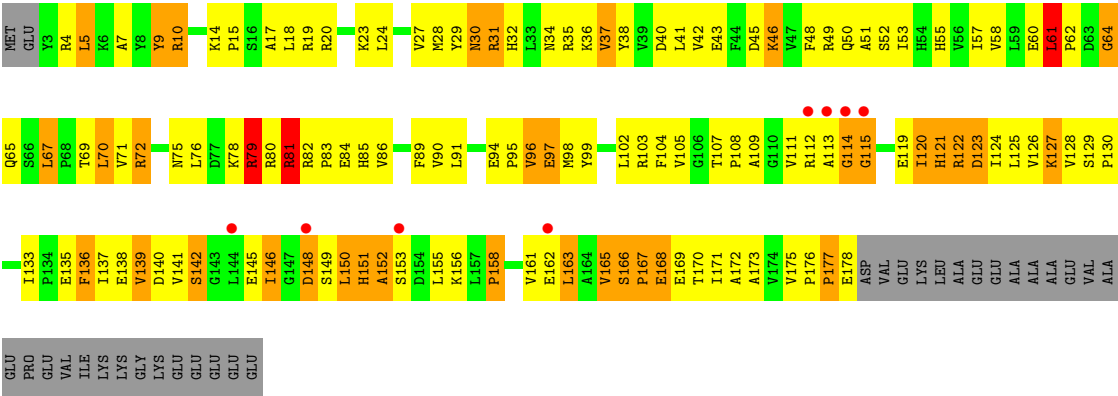 MET GLU Y3 R4 L5 K6 A7 Y8 Y9 R10 K14 P15 S16 A17 L18 R19 R20 K23 L24 V27 M28 Y29 N30 R31 H32 L33 N34 R35 K36 V37 Y38 V39 D40 L41 V42 E43 F44 D45 K46 V47 F48 R49 Q50 A51 S52 I53 H54 H55 V56 I57 V58 L59 E60 L61 P62 D63 G64
Q65 S66 L67 P68 T69 L70 V71 R72 N75 L76 D77 K78 R79 R80 R81 R82 P83 E84 H85 V86 F89 V90 L91 E94 P95 V96 E97 M98 Y99 L102 R103 F104 V105 G106 T107 P108 A109 G110 V111 R112 A113 G114 G115 E119 I120 H121 R122 D123 I124 L125 V126 K127 V128 S129 P130
I133 P134 E135 F136 I137 E138 V139 D140 V141 S142 G143 L144 E145 I146 G147 D148 S149 L150 H151 A152 S153 D154 L155 K156 L157 P158 V161 E162 L163 A164 V165 S166 P167 E168 E169 T170 I171 A172 A173 V174 V175 P176 P177 E178 ASP VAL GLU LYS LEU ALA GLU GLU ALA ALA ALA GLU VAL ALA
GLU PRO GLU VAL ILE LYS LYS GLY LYS GLU GLU GLU GLU GLU